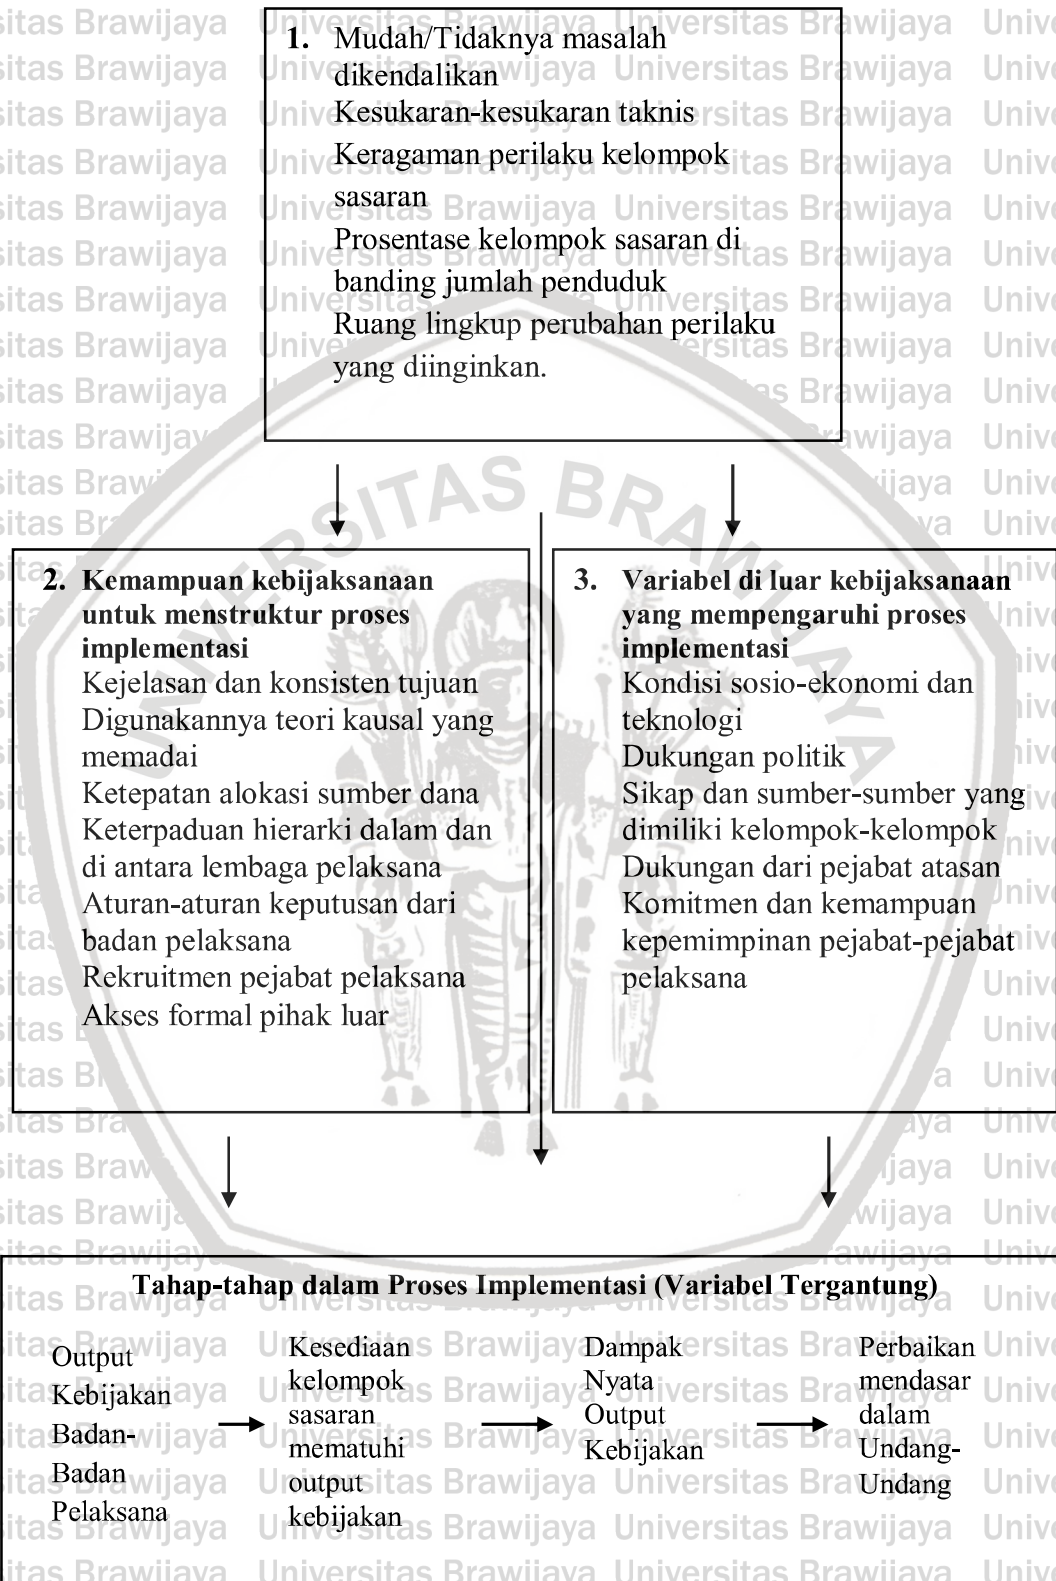 1. Mudah/Tidaknya masalah
dikendalikan
Kesukaran-kesukaran taknis
Keragaman perilaku kelompok
sasaran
Prosentase kelompok sasaran di
banding jumlah penduduk
Ruang lingkup perubahan perilaku
yang diinginkan.
2. Kemampuan kebijaksanaan
untuk menstruktur proses
implementasi
Kejelasan dan konsisten tujuan
Digunakannya teori kausal yang
memadai
Ketepatan alokasi sumber dana
Keterpaduan hierarki dalam dan
di antara lembaga pelaksana
Aturan-aturan keputusan dari
badan pelaksana
Rekruitmen pejabat pelaksana
Akses formal pihak luar
3. Variabel di luar kebijaksanaan
yang mempengaruhi proses
implementasi
Kondisi sosio-ekonomi dan
teknologi
Dukungan politik
Sikap dan sumber-sumber yang
dimiliki kelompok-kelompok
Dukungan dari pejabat atasan
Komitmen dan kemampuan
kepemimpinan pejabat-pejabat
pelaksana
Tahap-tahap dalam Proses Implementasi (Variabel Tergantung)
Output
Kebijakan
Badan-
Badan
Pelaksana
Kesediaan
kelompok
sasaran
mematuhi
output
kebijakan
Dampak
Nyata
Output
Kebijakan
Perbaikan
mendasar
dalam
Undang-
Undang
UNIVERSITAS BRAWIJAYA
Universitas Brawijaya